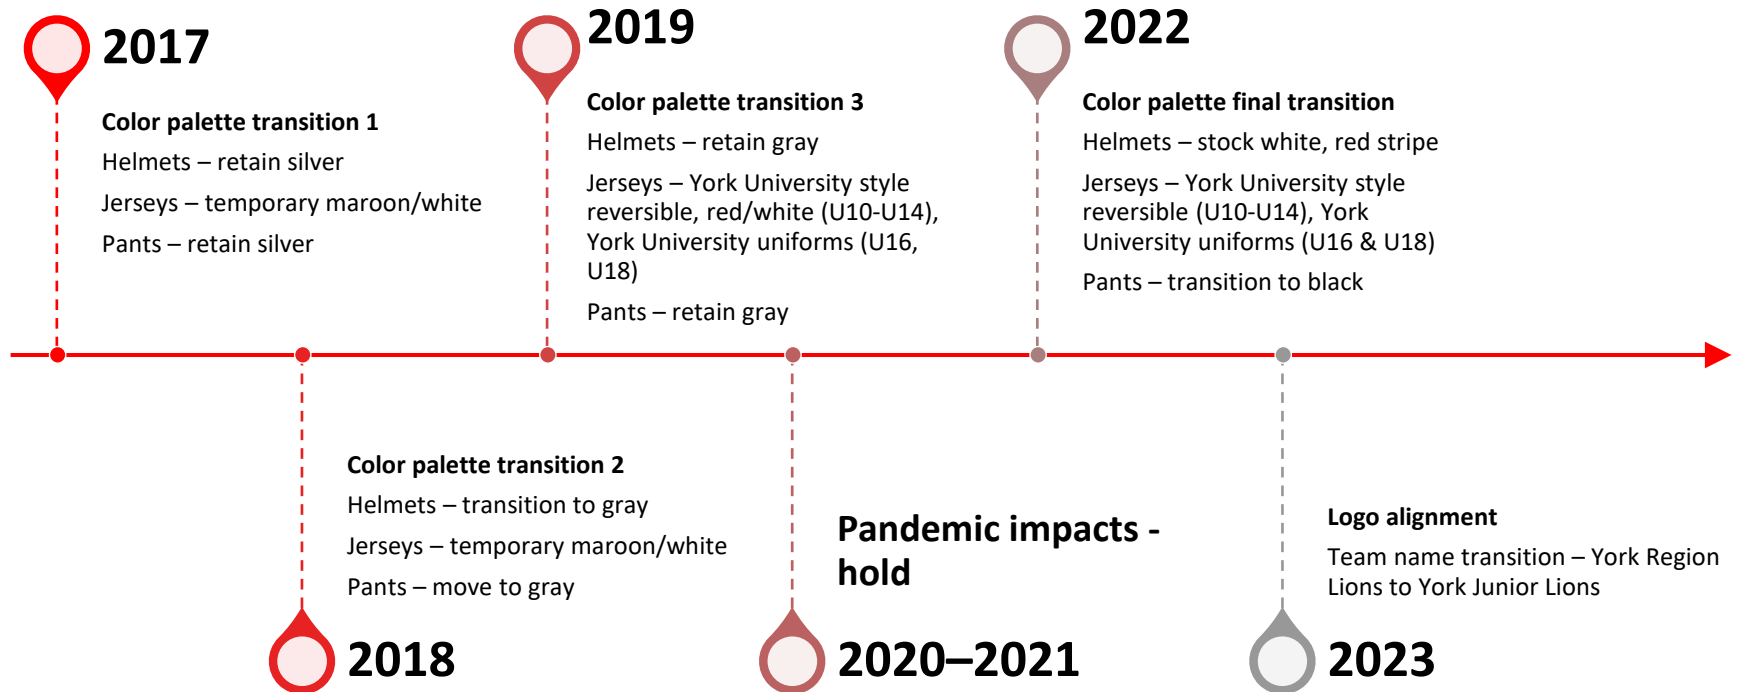 2017
Color palette transition 1
Helmets – retain silver
Jerseys – temporary maroon/white
Pants – retain silver
2019
Color palette transition 3
Helmets – retain gray
Jerseys – York University style
reversible, red/white (U10-U14),
York University uniforms (U16,
U18)
Pants – retain gray
2022
Color palette final transition
Helmets – stock white, red stripe
Jerseys – York University style
reversible (U10-U14), York
University uniforms (U16 & U18)
Pants – transition to black
Color palette transition 2
Helmets – transition to gray
Jerseys – temporary maroon/white
Pants – move to gray
2018
Pandemic impacts -
hold
2020–2021
Logo alignment
Team name transition – York Region
Lions to York Junior Lions
2023